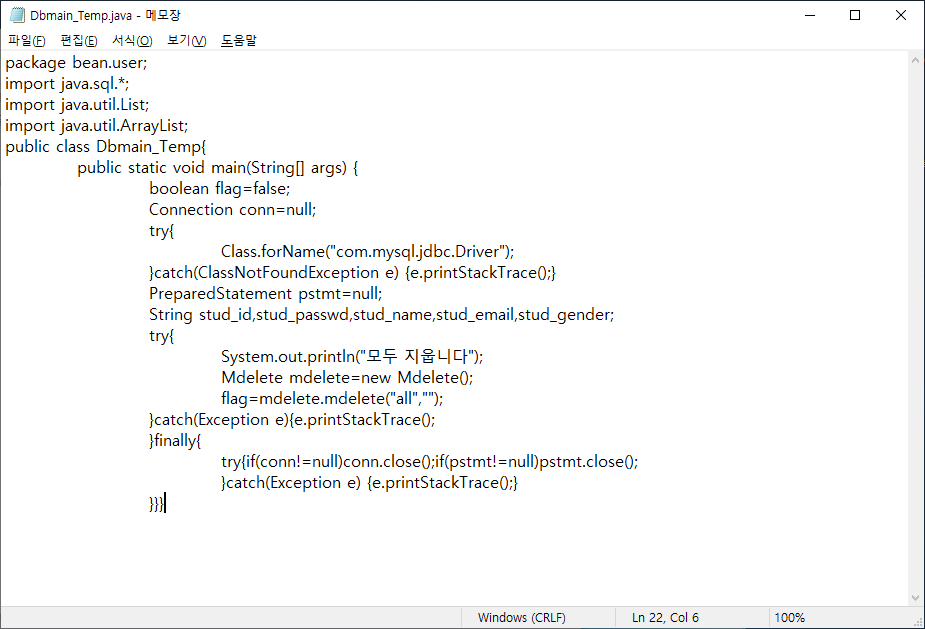 Dbmain_Temp.java - 메모장
파일(F) 편집(E) 서식(O) 보기(V) 도움말
package bean.user;
import java.sql.*;
import java.util.List;
import java.util.ArrayList;
public class Dbmain_Temp{
public static void main(String[] args) {
boolean flag=false;
Connection conn=null;
try{
Class.forName("com.mysql.jdbc.Driver");
}catch(ClassNotFoundException e) {e.printStackTrace();}
PreparedStatement pstmt=null;
String stud_id,stud_passwd,stud_name,stud_email,stud_gender;
try{
System.out.println("모두 지웁니다");
Mdelete mdelete=new Mdelete();
flag=mdelete.mdelete("all","");
}catch(Exception e){e.printStackTrace();
}finally{
try{if(conn!=null)conn.close();if(pstmt!=null)pstmt.close();
}catch(Exception e) {e.printStackTrace();}
}}}
Windows (CRLF) Ln 22, Col 6 100%